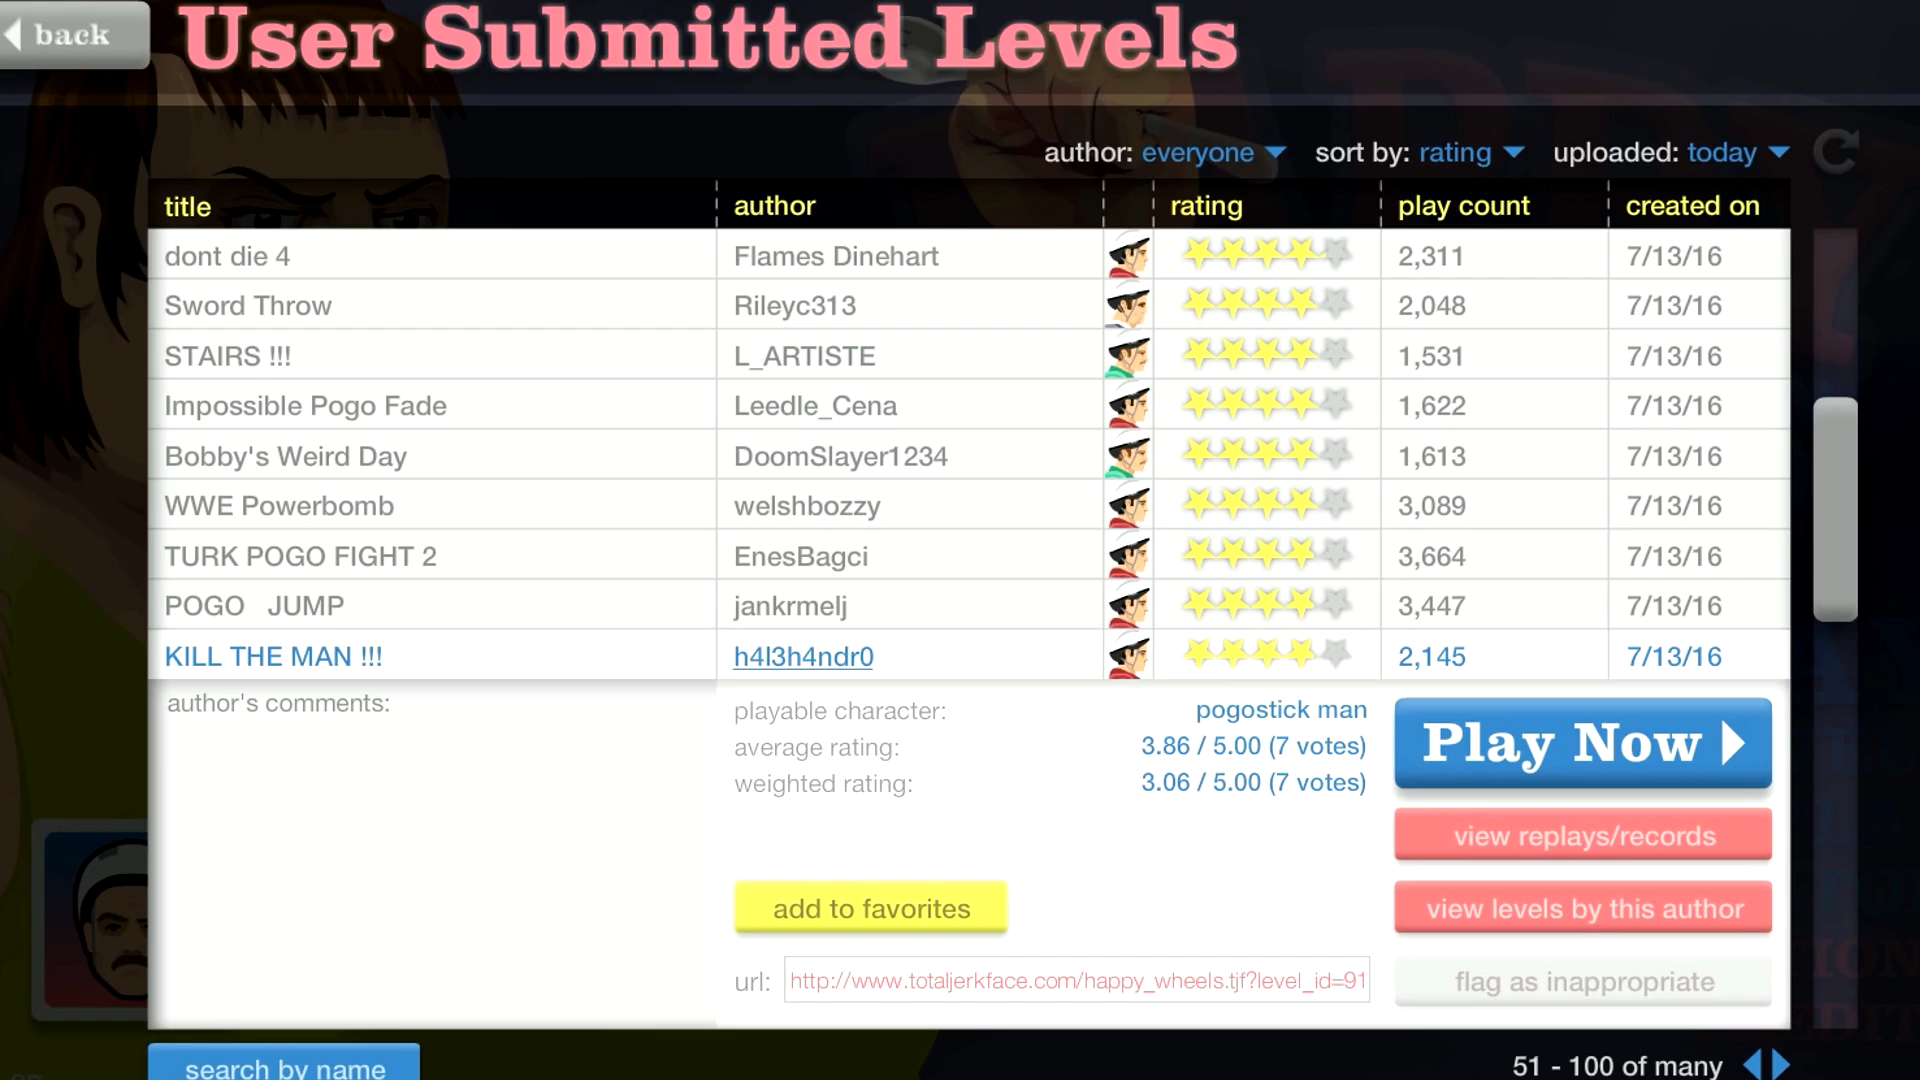 back
User Submitted Levels
author: everyone sort by: rating uploaded: today
title author rating play count created on
dont die 4 Flames Dinehart 2,311 7/13/16
Sword Throw Rileyc313 2,048 7/13/16
STAIRS !!! L_ARTISTE 1,531 7/13/16
Impossible Pogo Fade Leedle_Cena 1,622 7/13/16
Bobby's Weird Day DoomSlayer1234 1,613 7/13/16
WWE Powerbomb welshbozzy 3,089 7/13/16
TURK POGO FIGHT 2 EnesBagci 3,664 7/13/16
POGO JUMP jankrmelj 3,447 7/13/16
KILL THE MAN !!! h4l3h4ndr0 2,145 7/13/16
author's comments:
playable character: pogostick man
average rating: 3.86 / 5.00 (7 votes)
weighted rating: 3.06 / 5.00 (7 votes)
Play Now
view replays/records
add to favorites
view levels by this author
url: http://www.totaljerkface.com/happy_wheels.tjf?level_id=91
flag as inappropriate
search by name
51 - 100 of many